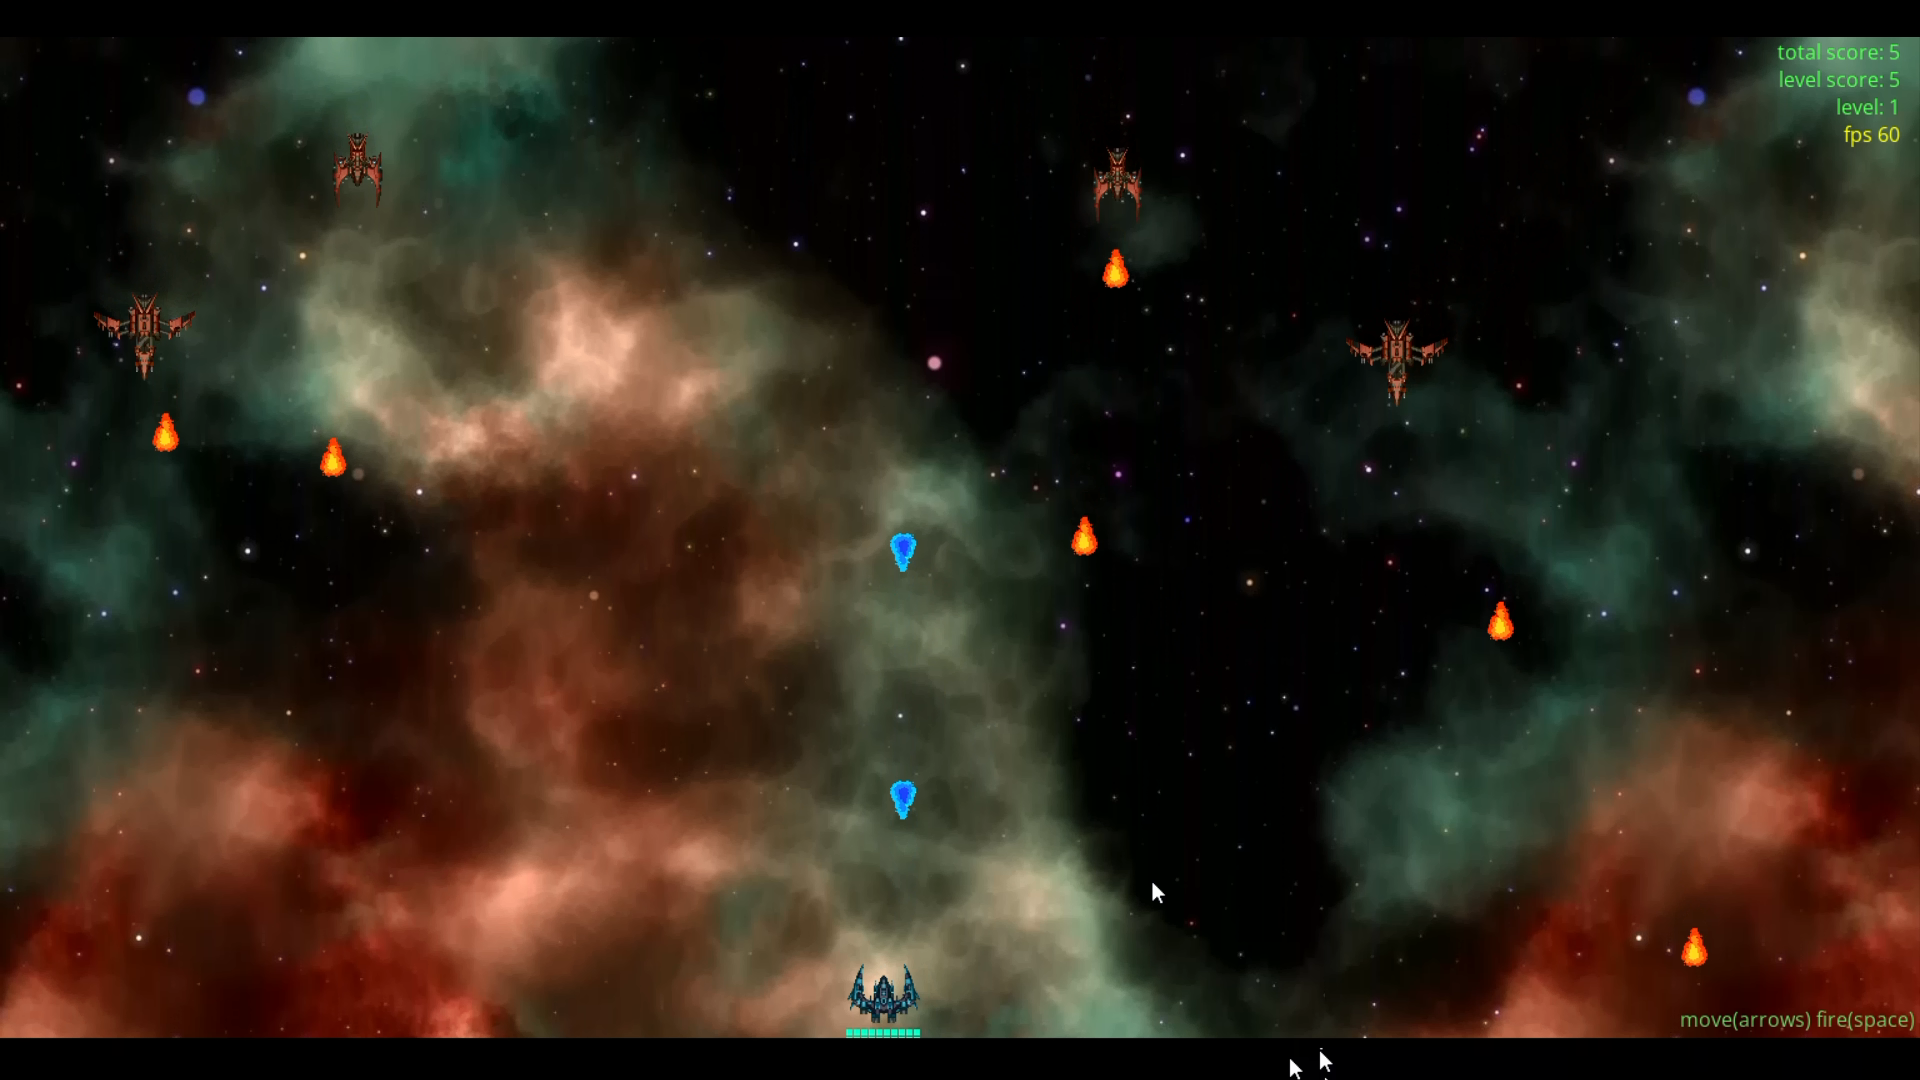 total score: 5
level score: 5
level: 1
fps 60
move(arrows) fire(space)